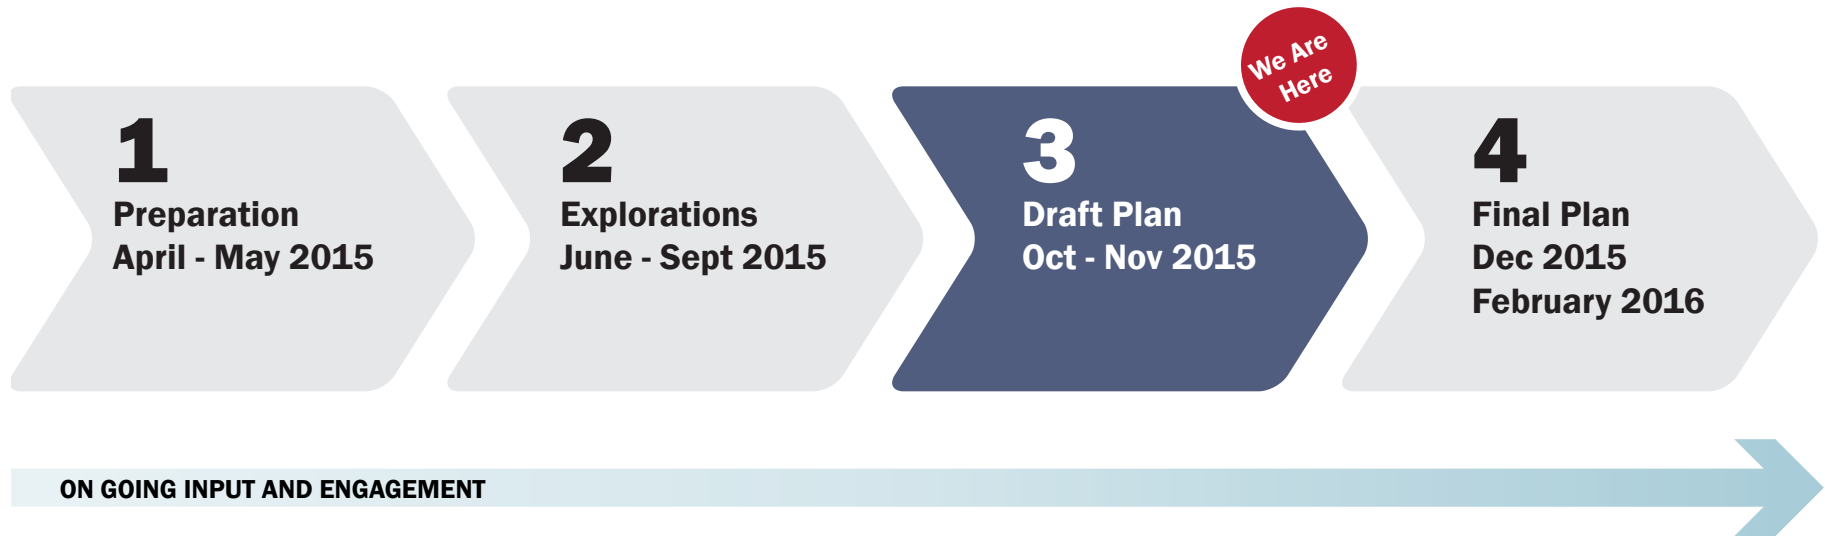 We Are
Here
1
Preparation
April - May 2015
2
Explorations
June - Sept 2015
3
Draft Plan
Oct - Nov 2015
4
Final Plan
Dec 2015
February 2016
ON GOING INPUT AND ENGAGEMENT